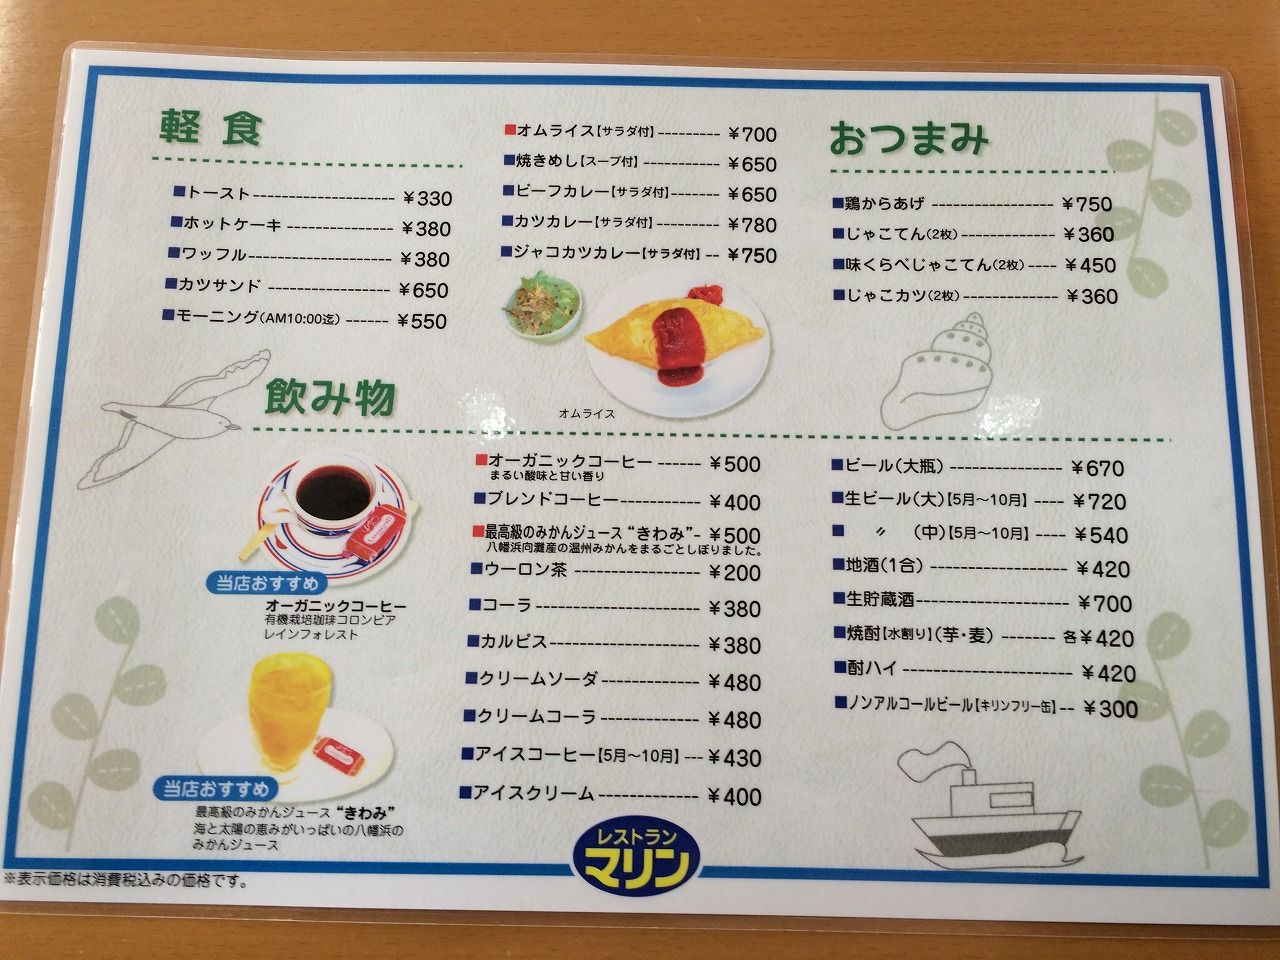 軽食
■トースト---------------------- ￥330
■ホットケーキ --------------- ￥380
■ワッフル-------------------- ￥380
■カツサンド ----------------- ￥650
■モーニング(AM10:00迄) ------ ￥550
■オムライス【サラダ付】 --------- ￥700
■焼きめし【スープ付】 ----------- ￥650
■ビーフカレー【サラダ付】------- ￥650
■カツカレー【サラダ付】 --------- ￥780
■ジャコカツカレー【サラダ付】 -- ￥750
オムライス
おつまみ
■鶏からあげ ----------------- ￥750
■じゃこてん(2枚) ------------- ￥360
■味くらべじゃこてん(2枚) ---- ￥450
■じゃこカツ(2枚) ------------- ￥360
飲み物
当店おすすめ
オーガニックコーヒー
有機栽培珈琲コロンビア
レインフォレスト
当店おすすめ
最高級のみかんジュース “きわみ”
海と太陽の恵みがいっぱいの八幡浜の
みかんジュース
■オーガニックコーヒー ------ ￥500
まるい酸味と甘い香り
■ブレンドコーヒー----------- ￥400
■最高級のみかんジュース “きわみ”- ￥500
八幡浜向灘産の温州みかんをまるごとしぼりました。
■ウーロン茶 ------------------ ￥200
■コーラ ----------------------- ￥380
■カルピス --------------------- ￥380
■クリームソーダ-------------- ￥480
■クリームコーラ -------------- ￥480
■アイスコーヒー【5月～10月】 --- ￥430
■アイスクリーム --------------- ￥400
■ビール(大瓶) ---------------- ￥670
■生ビール(大)【5月～10月】 ---- ￥720
■　〃　(中)【5月～10月】 ----- ￥540
■地酒(1合) ------------------- ￥420
■生貯蔵酒--------------------- ￥700
■焼酎【水割り】(芋・麦) ------- 各￥420
■酎ハイ ------------------------ ￥420
■ノンアルコールビール【キリンフリー缶】-- ￥300
レストラン
マリン
※表示価格は消費税込みの価格です。